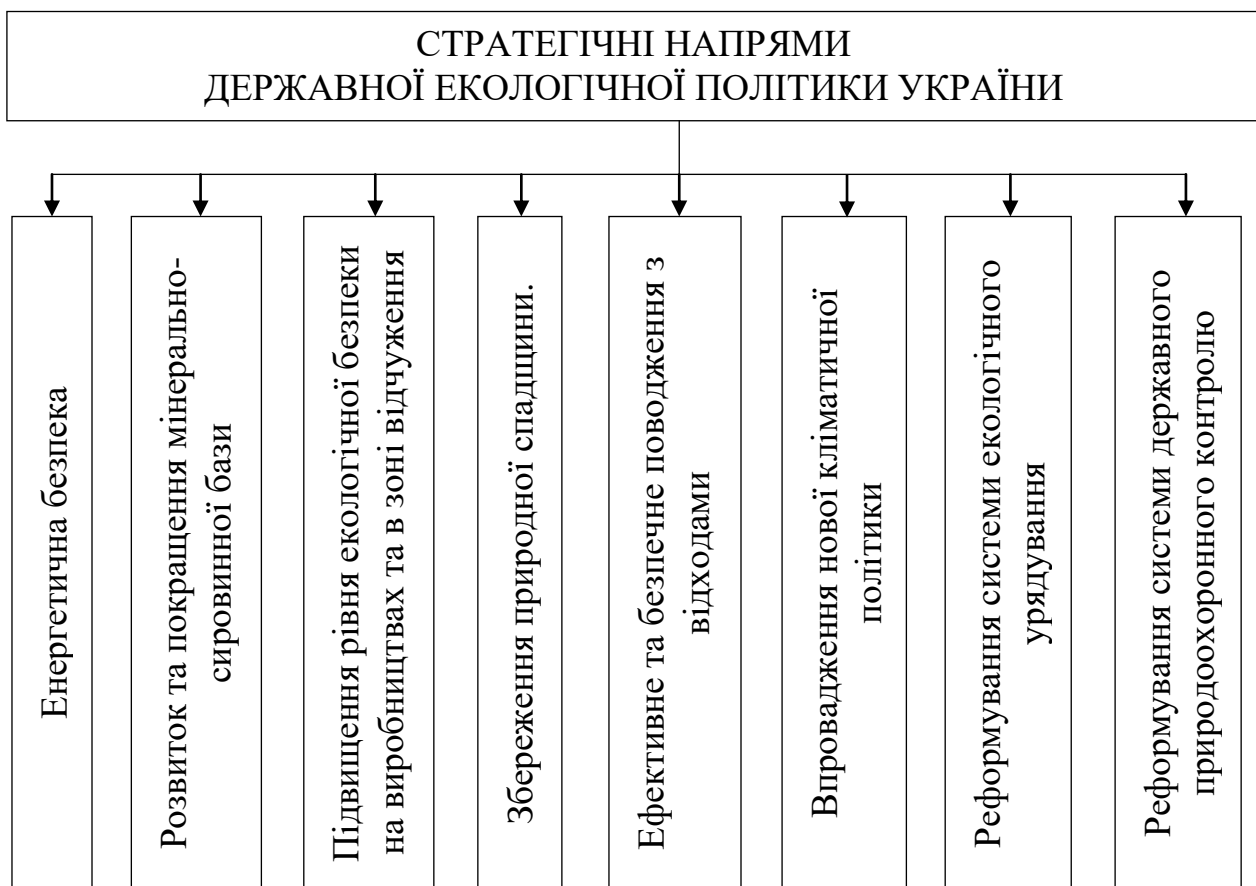 СТРАТЕГІЧНІ НАПРЯМИ
ДЕРЖАВНОЇ ЕКОЛОГІЧНОЇ ПОЛІТИКИ УКРАЇНИ
Енергетична безпека
Розвиток та покращення мінерально-
сировинної бази
Підвищення рівня екологічної безпеки
на виробництвах та в зоні відчуження
Збереження природної спадщини.
Ефективне та безпечне поводження з
відходами
Впровадження нової кліматичної
політики
Реформування системи екологічного
урядування
Реформування системи державного
природоохоронного контролю